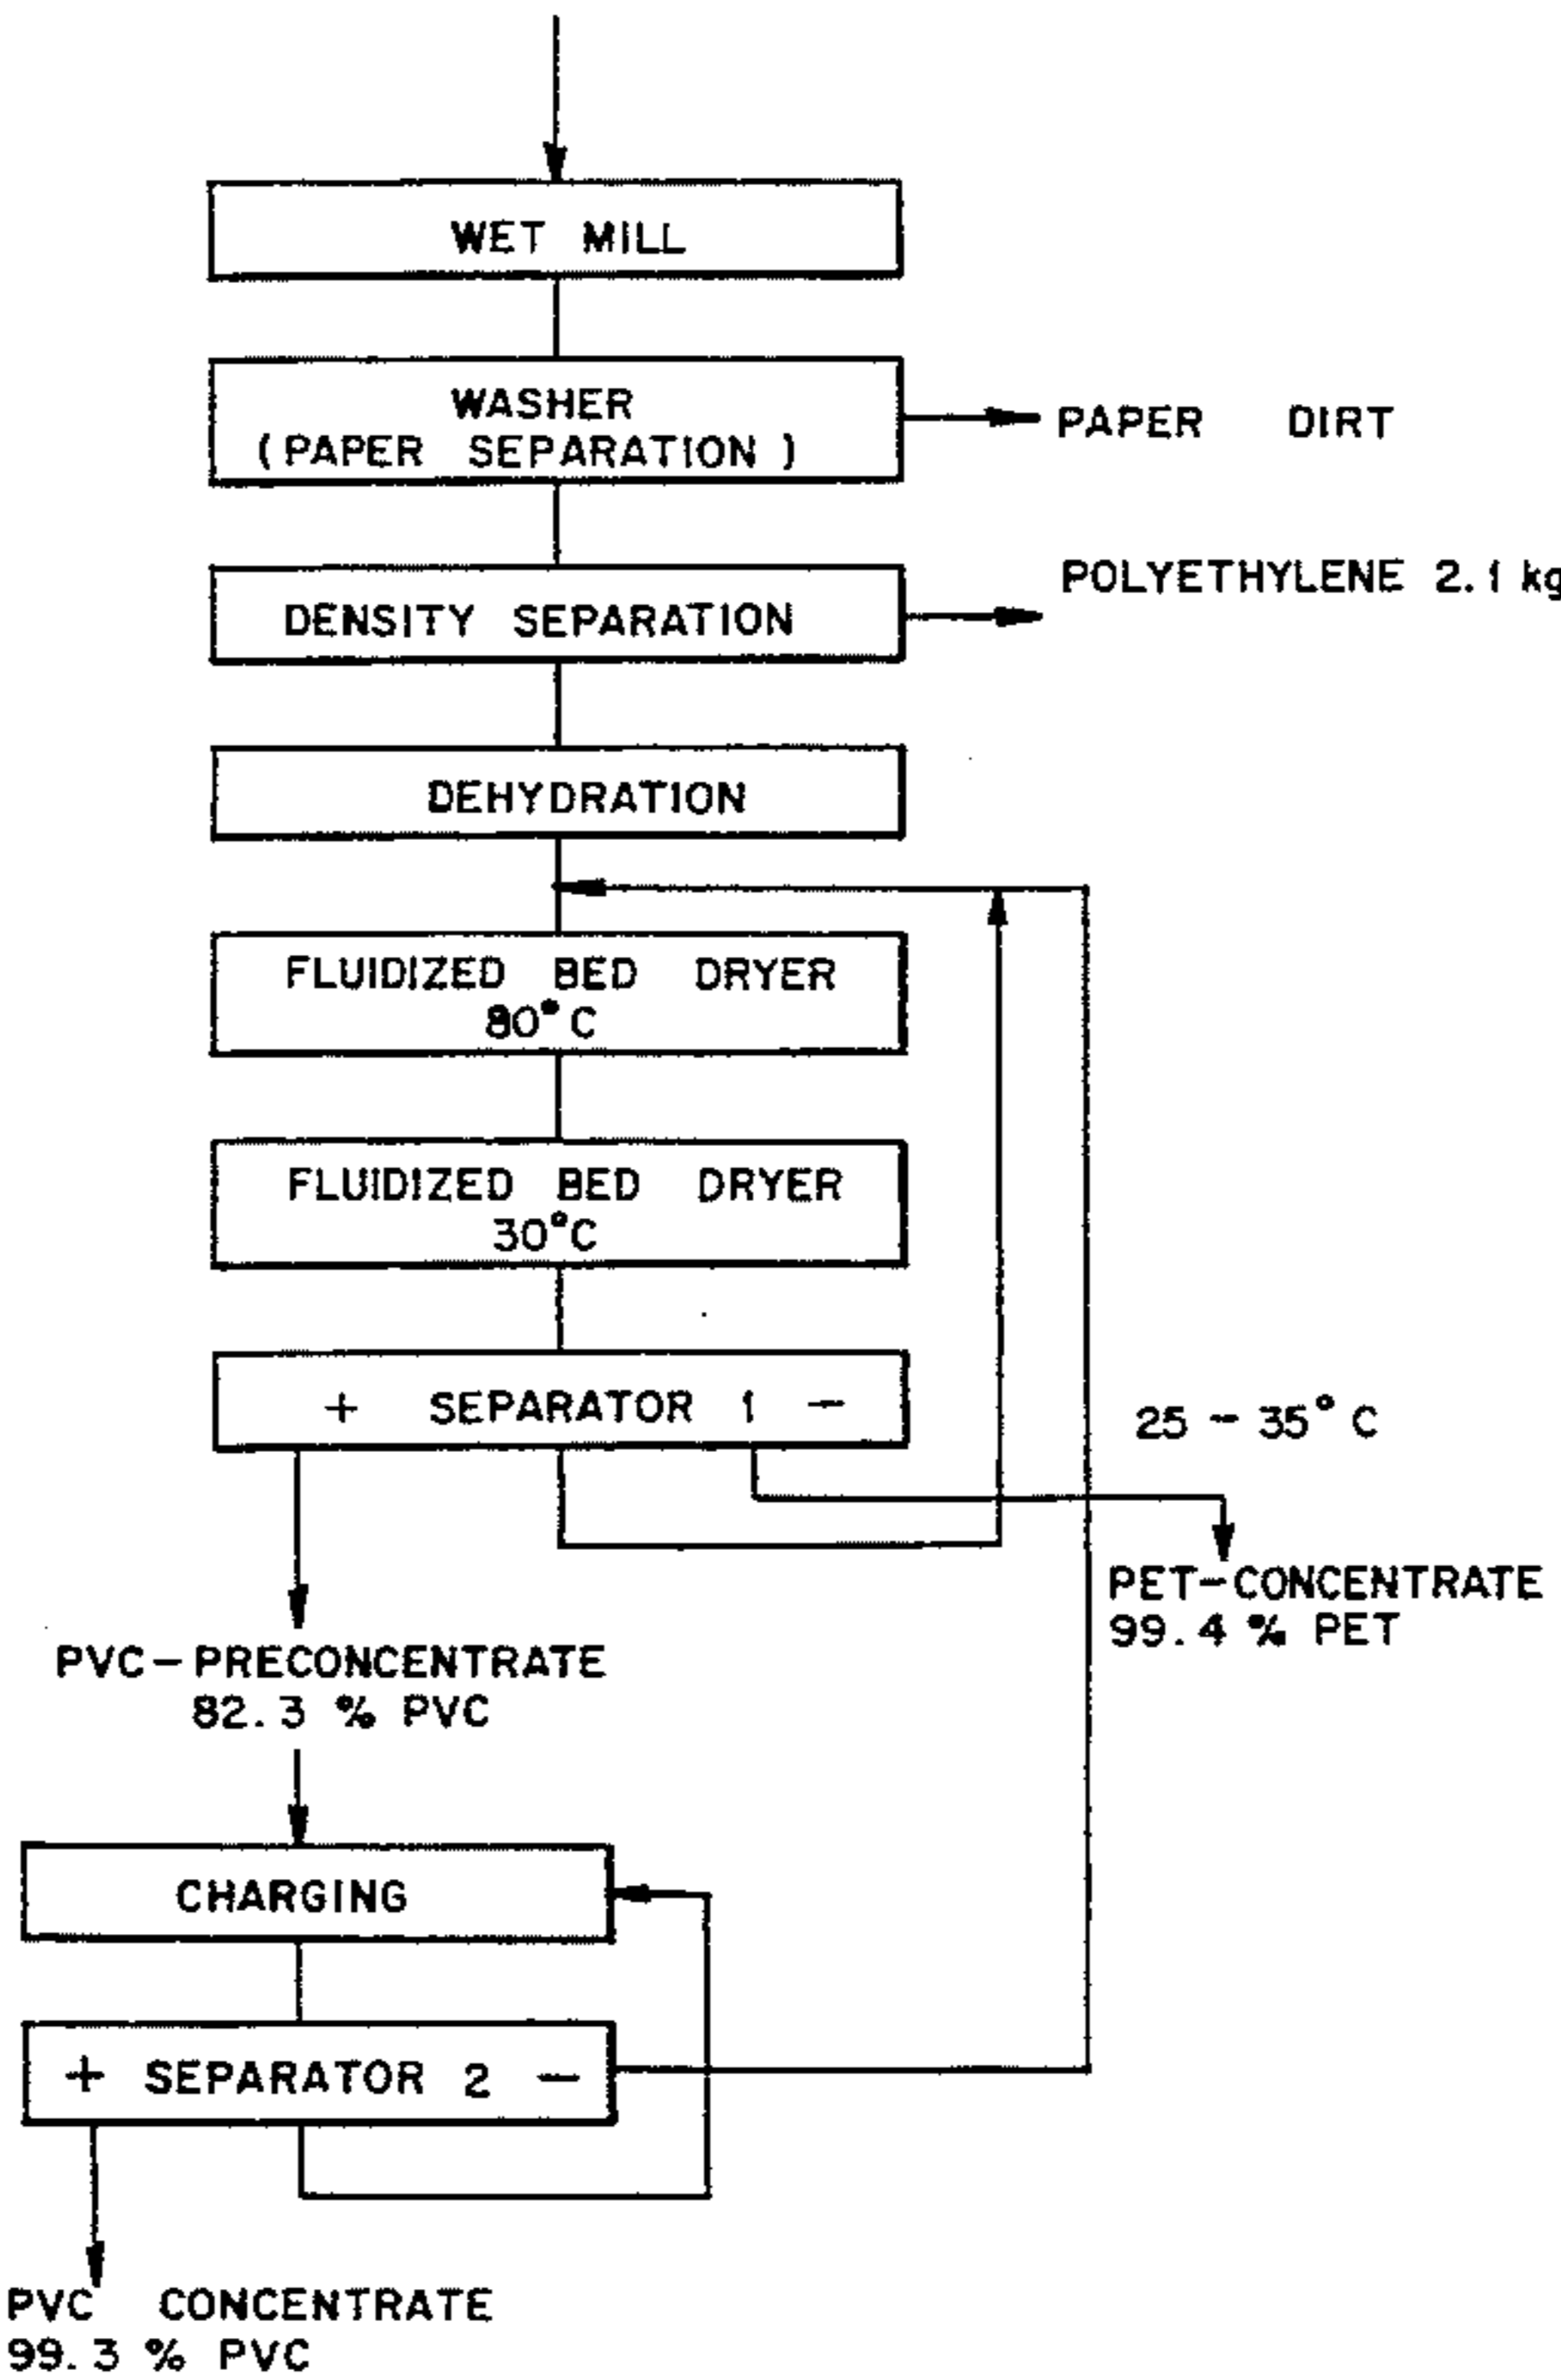 WET MILL
WASHER
(PAPER SEPARATION)
PAPER DIRT
POLYETHYLENE 2.1 kg
DENSITY SEPARATION
DEHYDRATION
FLUIDIZED BED DRYER
80°C
FLUIDIZED BED DRYER
30°C
+ SEPARATOR 1 -
25 - 35°C
PET-CONCENTRATE
99.4 % PET
PVC-PRECONCENTRATE
82.3 % PVC
CHARGING
+ SEPARATOR 2 -
PVC CONCENTRATE
99.3 % PVC